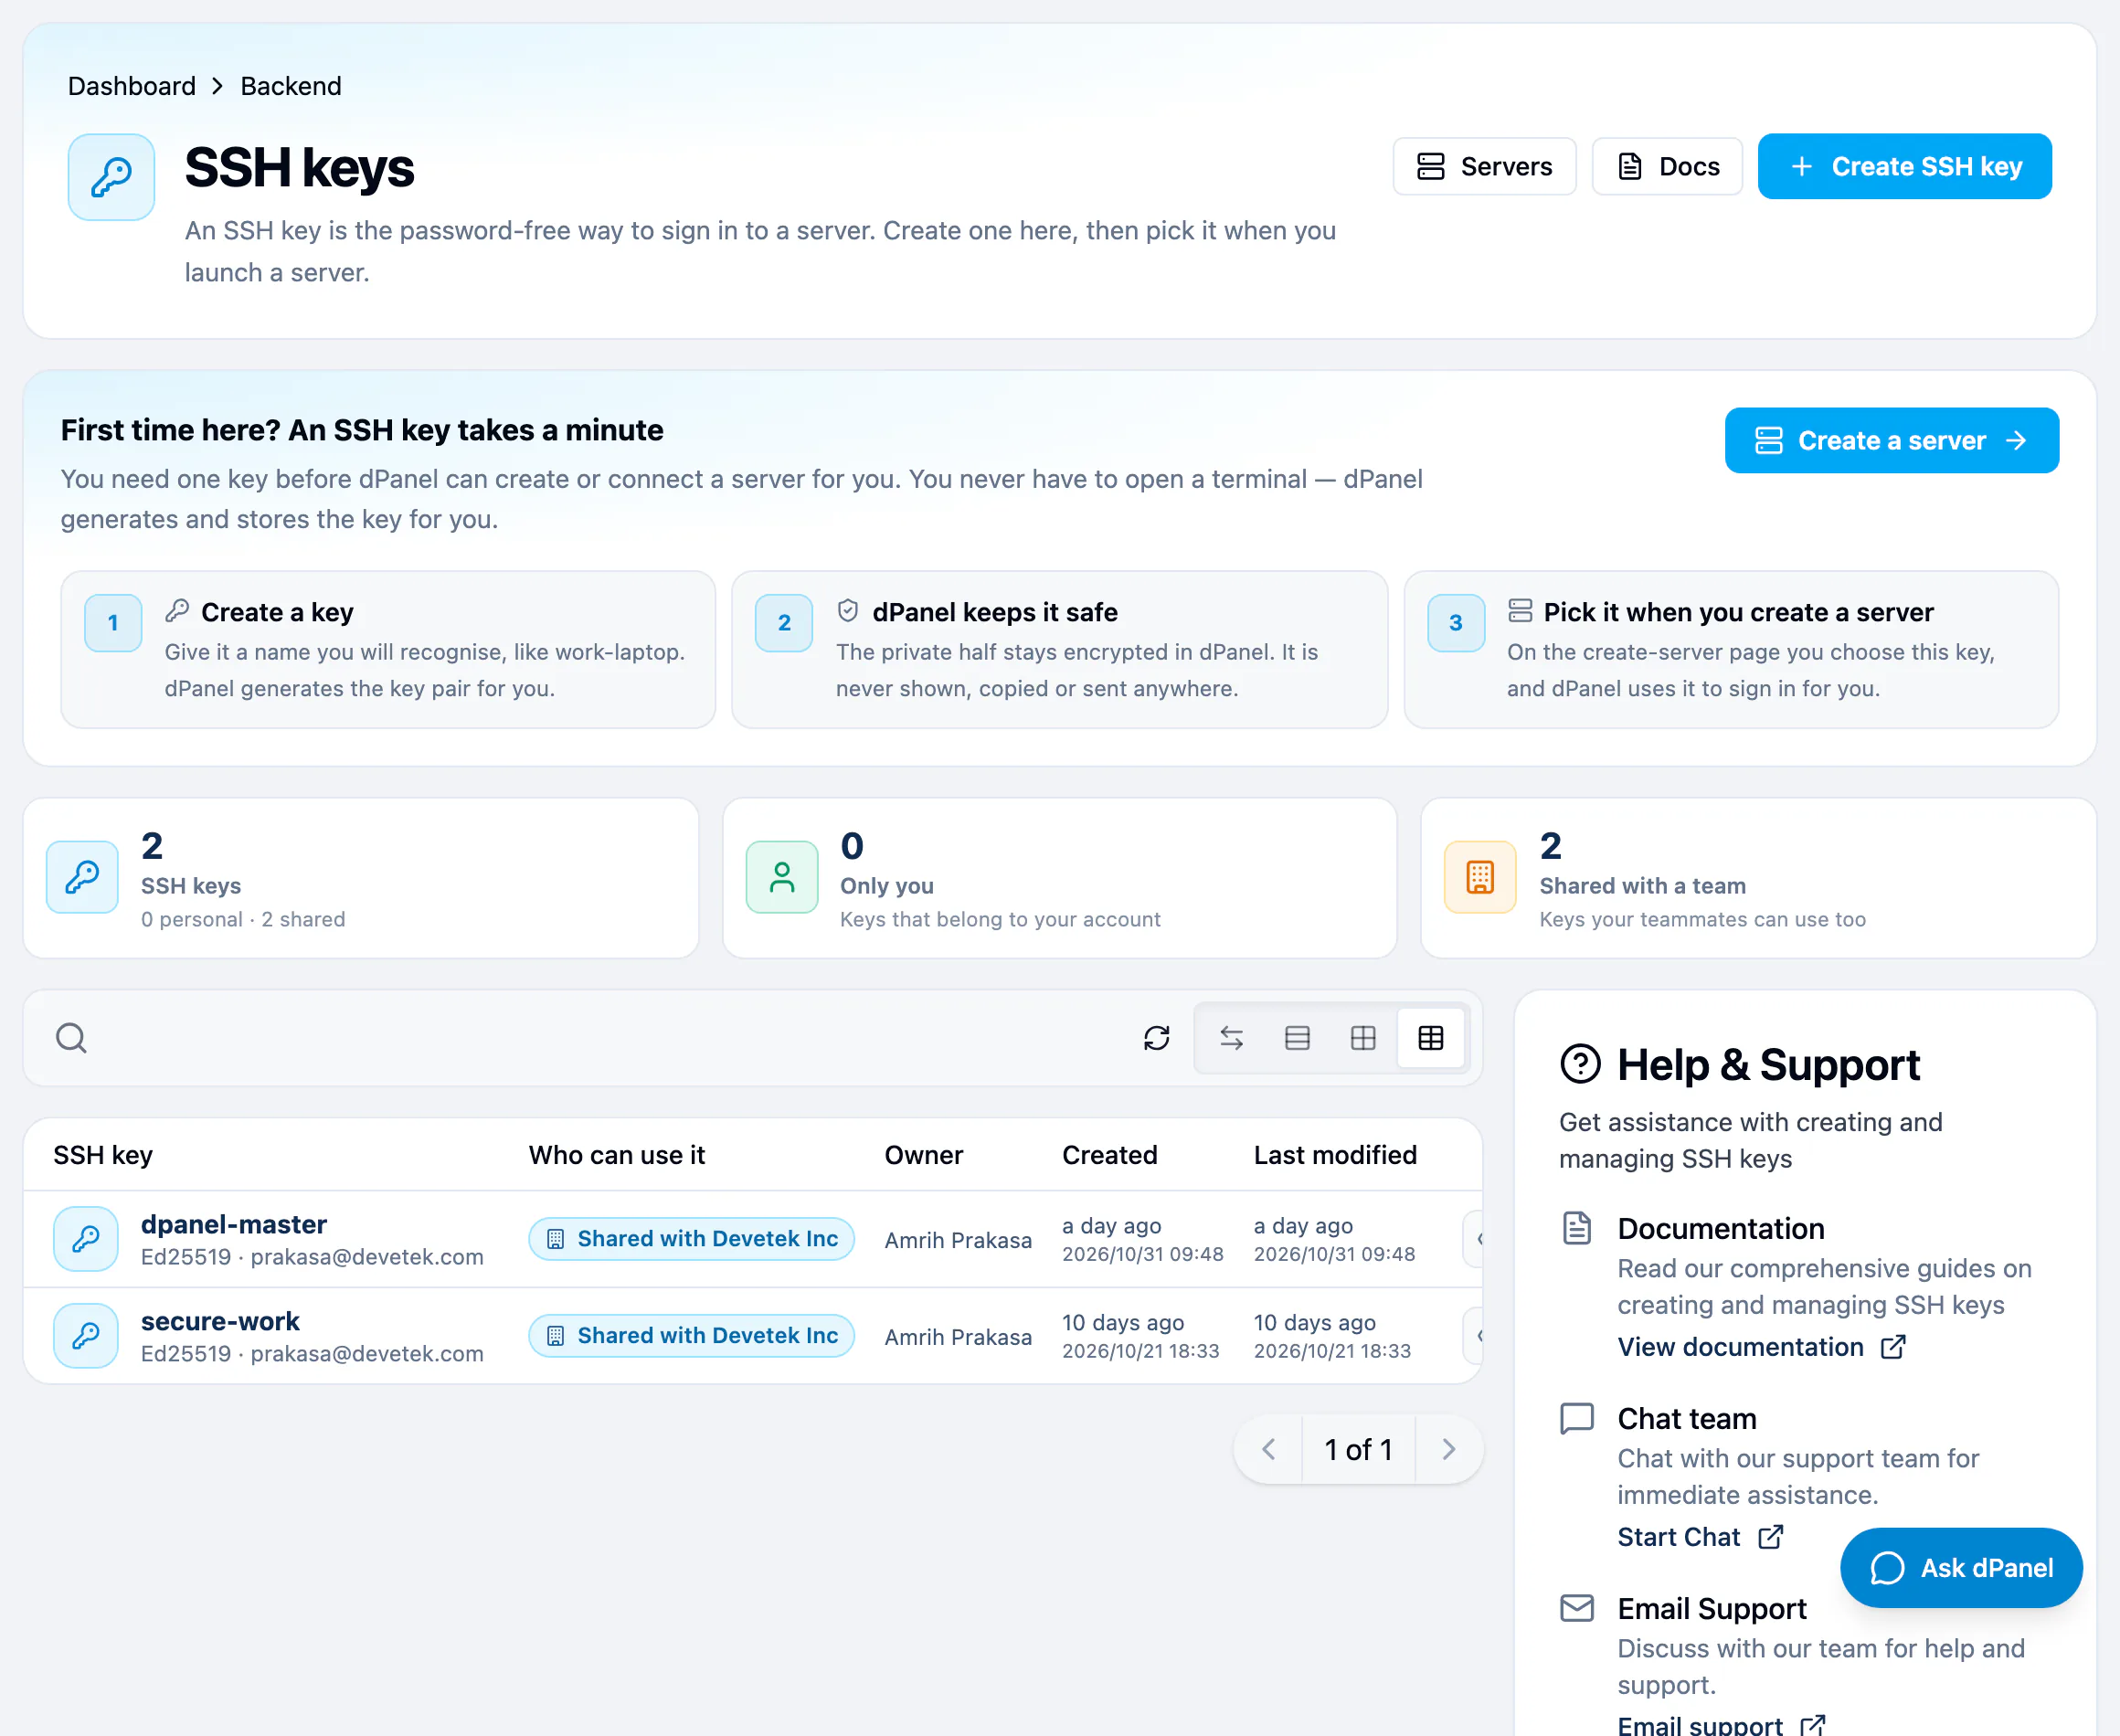 Dashboard > Backend
SSH keys
An SSH key is the password-free way to sign in to a server. Create one here, then pick it when you
launch a server.
Servers
Docs
Create SSH key
First time here? An SSH key takes a minute
You need one key before dPanel can create or connect a server for you. You never have to open a terminal — dPanel
generates and stores the key for you.
Create a server
1
Create a key
Give it a name you will recognise, like work-laptop.
dPanel generates the key pair for you.
2
dPanel keeps it safe
The private half stays encrypted in dPanel. It is
never shown, copied or sent anywhere.
3
Pick it when you create a server
On the create-server page you choose this key,
and dPanel uses it to sign in for you.
2
SSH keys
0 personal · 2 shared
0
Only you
Keys that belong to your account
2
Shared with a team
Keys your teammates can use too
SSH key Who can use it Owner Created Last modified
dpanel-master
Ed25519 · prakasa@devetek.com
Shared with Devetek Inc
Amrih Prakasa
a day ago
2026/10/31 09:48
a day ago
2026/10/31 09:48
secure-work
Ed25519 · prakasa@devetek.com
Shared with Devetek Inc
Amrih Prakasa
10 days ago
2026/10/21 18:33
10 days ago
2026/10/21 18:33
1 of 1
Help & Support
Get assistance with creating and
managing SSH keys
Documentation
Read our comprehensive guides on
creating and managing SSH keys
View documentation
Chat team
Chat with our support team for
immediate assistance.
Start Chat
Ask dPanel
Email Support
Discuss with our team for help and
support.
Email support